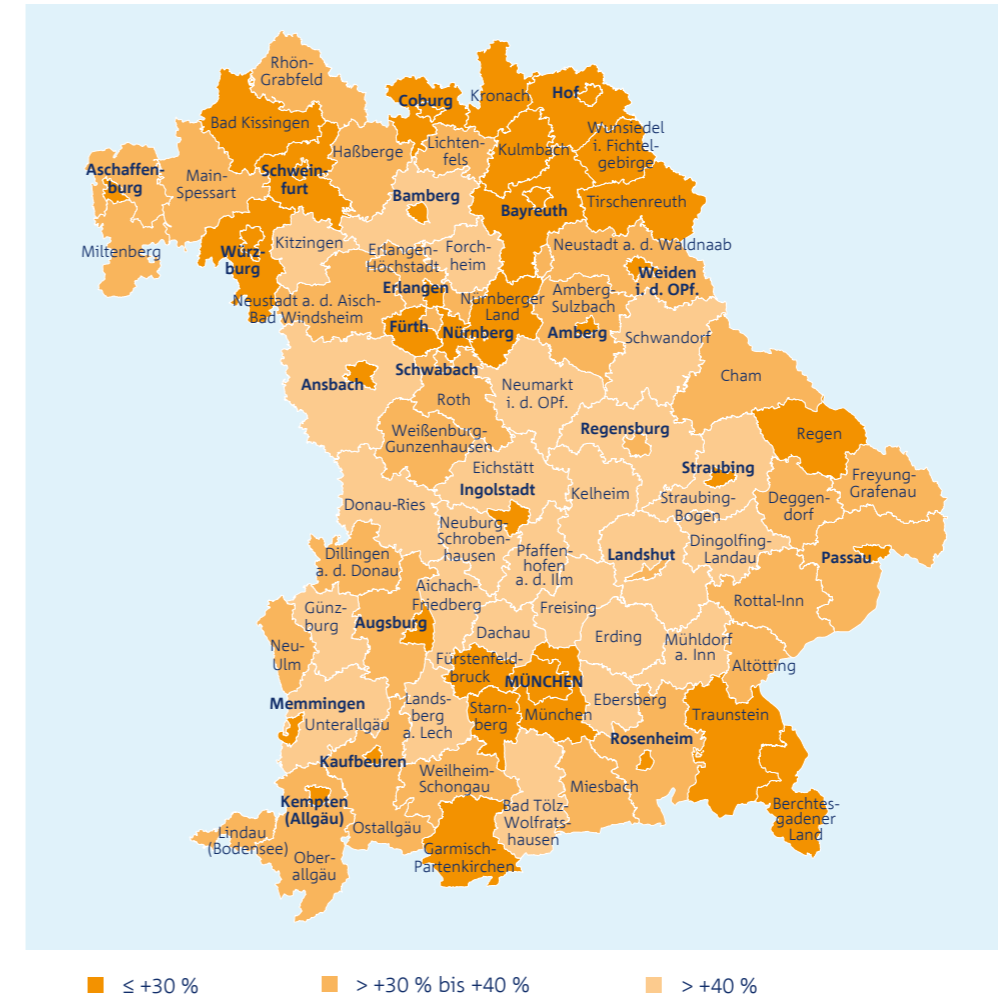 Rhön-
Grabfeld
Coburg
Kronach
Hof
Bad Kissingen
Wunsiedel
i. Fichtel-
gebirge
Haßberge
Lichten-
fels
Kulmbach
Aschaffen-
burg
Main-
Spessart
Schwein-
furt
Bamberg
Bayreuth
Tirschenreuth
Miltenberg
Würz-
burg
Kitzingen
Erlangen-
Höchstadt
Forch-
heim
Neustadt a. d. Waldnaab
Weiden
i. d. OPf.
Erlangen
Neustadt a. d. Aisch-
Bad Windsheim
Nürnberger
Land
Amberg-
Sulzbach
Fürth
Nürnberg
Amberg
Schwandorf
Ansbach
Schwabach
Roth
Neumarkt
i. d. OPf.
Cham
Weißenburg-
Gunzenhausen
Regensburg
Regen
Eichstätt
Ingolstadt
Kelheim
Straubing
Straubing-
Bogen
Deggen-
dorf
Freyung-
Grafenau
Donau-Ries
Neuburg-
Schroben-
hausen
Pfaffen-
hofen
a. d. Ilm
Landshut
Dingolfing-
Landau
Passau
Dillingen
a. d. Donau
Aichach-
Friedberg
Freising
Rottal-Inn
Günz-
burg
Augsburg
Dachau
Erding
Mühldorf
a. Inn
Altötting
Neu-
Ulm
Fürstenfeld-
bruck
MÜNCHEN
Ebersberg
Memmingen
Unterallgäu
Lands-
berg
a. Lech
Starn-
berg
München
Traunstein
Rosenheim
Kaufbeuren
Weilheim-
Schongau
Miesbach
Kempten
(Allgäu)
Ostallgäu
Bad Tölz-
Wolfrats-
hausen
Berchtes-
gadener
Land
Lindau
(Bodensee)
Ober-
allgäu
Garmisch-
Partenkirchen
≤ +30 %
> +30 % bis +40 %
> +40 %